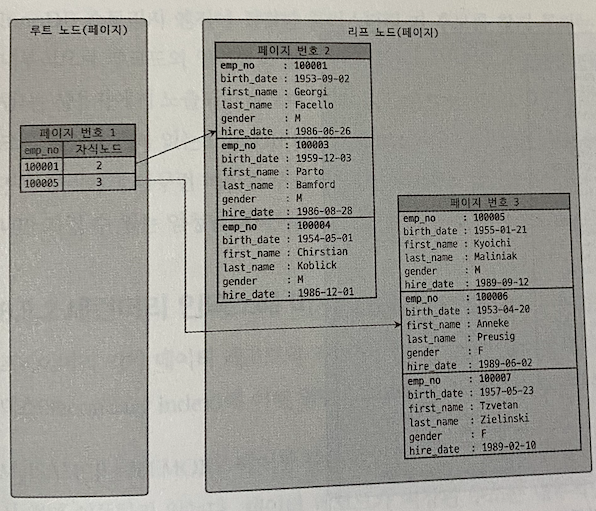 루트 노드(페이지)
페이지 번호 1
emp_no 자식노드
100001 2
100005 3
리프 노드(페이지)
페이지 번호 2
emp_no : 100001
birth_date : 1953-09-02
first_name : Georgi
last_name : Facello
gender : M
hire_date : 1986-06-26
emp_no : 100003
birth_date : 1959-12-03
first_name : Parto
last_name : Bamford
gender : M
hire_date : 1986-08-28
emp_no : 100004
birth_date : 1954-05-01
first_name : Chirstian
last_name : Koblick
gender : M
hire_date : 1986-12-01
페이지 번호 3
emp_no : 100005
birth_date : 1955-01-21
first_name : Kyoichi
last_name : Maliniak
gender : M
hire_date : 1989-09-12
emp_no : 100006
birth_date : 1953-04-20
first_name : Anneke
last_name : Preusig
gender : F
hire_date : 1989-06-02
emp_no : 100007
birth_date : 1957-05-23
first_name : Tzvetan
last_name : Zielinski
gender : F
hire_date : 1989-02-10